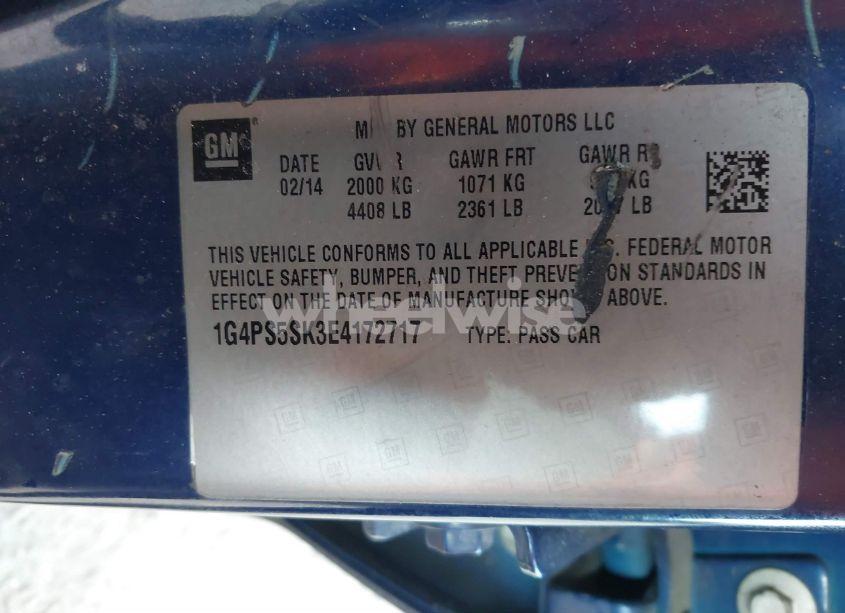 GM
BY GENERAL MOTORS LLC
DATE GAWR FRT GAWR
02/14 2000 KG 1071 KG KG
4408 LB 2361 LB LB
THIS VEHICLE CONFORMS TO ALL APPLICABLE FEDERAL MOTOR
VEHICLE SAFETY, BUMPER, AND THEFT STANDARDS IN
EFFECT ON THE DATE OF MANUFACTURE ABOVE.
wheelwise
1G4PS5SK3E4172717 TYPE: PASS CAR